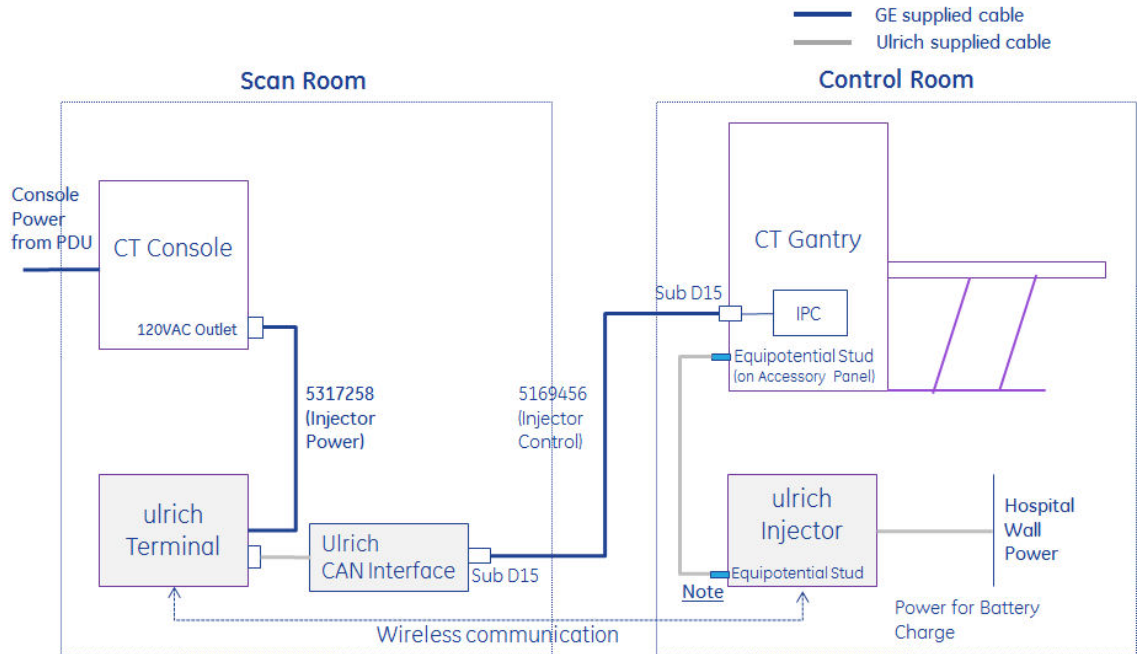 GE supplied cable
Ulrich supplied cable
Scan Room
Control Room
Console
Power
from PDU
CT Console
120VAC Outlet
CT Gantry
Sub D15
IPC
Equipotential Stud
(on Accessory Panel)
5317258
(Injector
Power)
5169456
(Injector
Control)
ulrich
Terminal
Ulrich
CAN Interface
Sub D15
ulrich
Injector
Equipotential Stud
Note
Hospital
Wall
Power
Power for Battery
Charge
Wireless communication